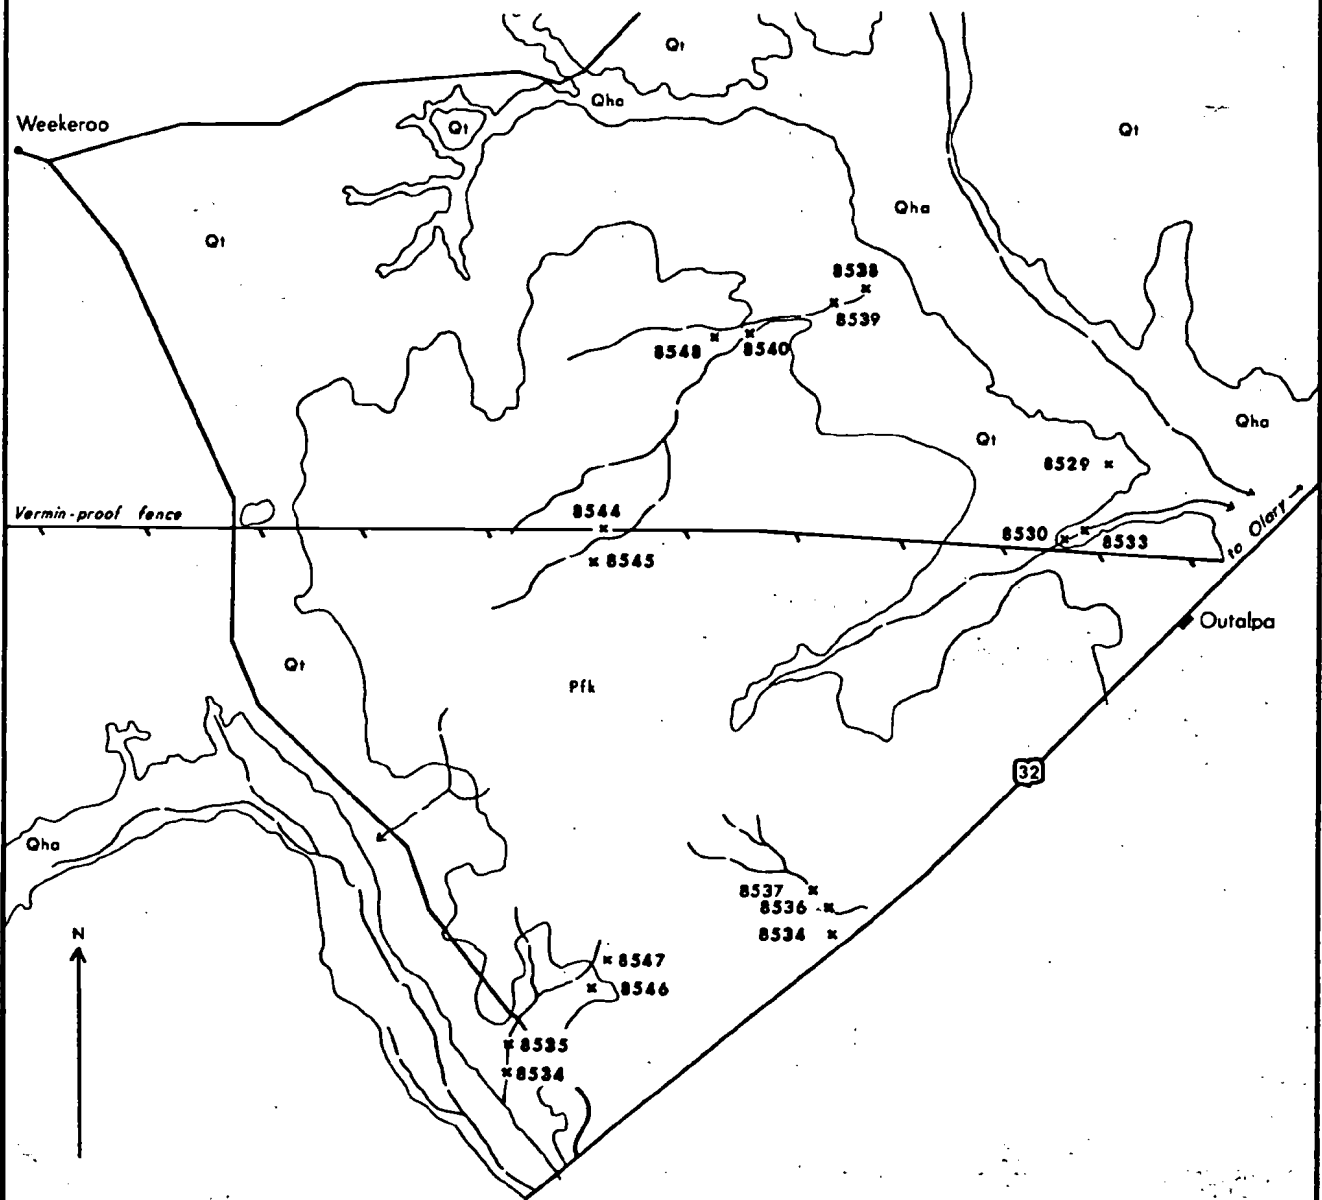 Qt
Qha
Weekeroo
Qt
Qt
Qha
Qt
8538
8539
8548
8540
Qha
Qt
8529
8544
Vermin-proof fence
8530
8533
to Olary
8545
Outalpa
Qt
Pfk
32
Qha
8537
8536
8534
N
8547
8546
8535
8534